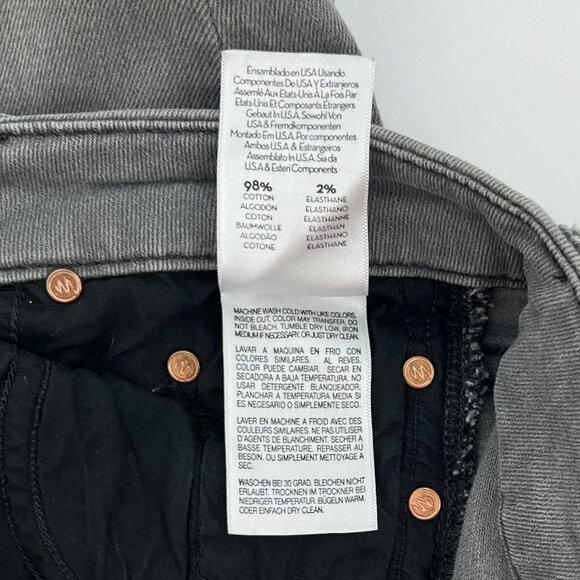 Ensamblado en USA Usando
Componentes De USA Y Extranjeros
Assemlé Aux Etats-Unis À La Fois Par
Etats Unis Et Composants Etrangers
Gebaut In U.S.A. Sowohl Von
USA & Fremdkomponenten
Montado Em U.S.A. Por componentes
Ambos U.S.A & Estrangeiros
Assemblato In U.S.A. Sia da
U.S.A & Esteri Components
98% 2%
COTTON ELASTHANE
ALGODÓN ELASTHANO
COTON ELASTHANNE
BAUMWOLLE ELASTHAN
ALGODÃO ELASTHANO
COTONE ELASTHANE
MACHINE WASH COLD WITH LIKE COLORS,
INSIDE OUT, COLOR MAY TRANSFER, DO
NOT BLEACH. TUMBLE DRY LOW, IRON
MEDIUM IF NECESSARY, OR JUST DRY CLEAN.
LAVAR A MAQUINA EN FRIO CON
COLORES SIMILARES. AL REVES.
COLOR PUEDE CAMBIAR. SECAR EN
SECADORA A BAJA TEMPERATURA. NO
USAR DETERGENTE BLANQUEADOR.
PLANCHAR A TEMPERATURA MEDIA SI
ES NECESARIO O SIMPLEMENTE SECO.
LAVER EN MACHINE A FROID AVEC DES
COULEURS SIMILAIRES. NE PAS UTILISER
D'AGENTS DE BLANCHIMENT. SECHER A
BASSE TEMPERATURE. REPASSER AU
BESOIN. OU SIMPLEMENT METTOYAGE A
SEC.
WASCHEN BEI 30 GRAD. BLEICHEN NICHT
ERLAUBT. TROCKNEN IM TROCKNER BEI
NIEDRIGER TEMPERATUR. BÜGELN WARM.
ODER EINFACH DRY CLEAN.